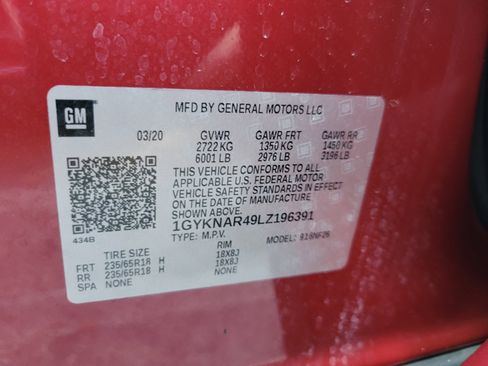 GM
MFD BY GENERAL MOTORS LLC
03/20 GVWR GAWR FRT GAWR RR
2722 KG 1350 KG 1450 KG
6001 LB 2976 LB 3196 LB
THIS VEHICLE CONFORMS TO ALL
APPLICABLE U.S. FEDERAL MOTOR
VEHICLE SAFETY STANDARDS IN EFFECT ON
THE DATE OF MANUFACTURE
SHOWN ABOVE.
1GYKNAR49LZ196391
434B TYPE: M.P.V. MODEL:
TIRE SIZE RIM
FRT 235/65R18 H 18X8J
RR 235/65R18 H 18X8J
SPA NONE NONE